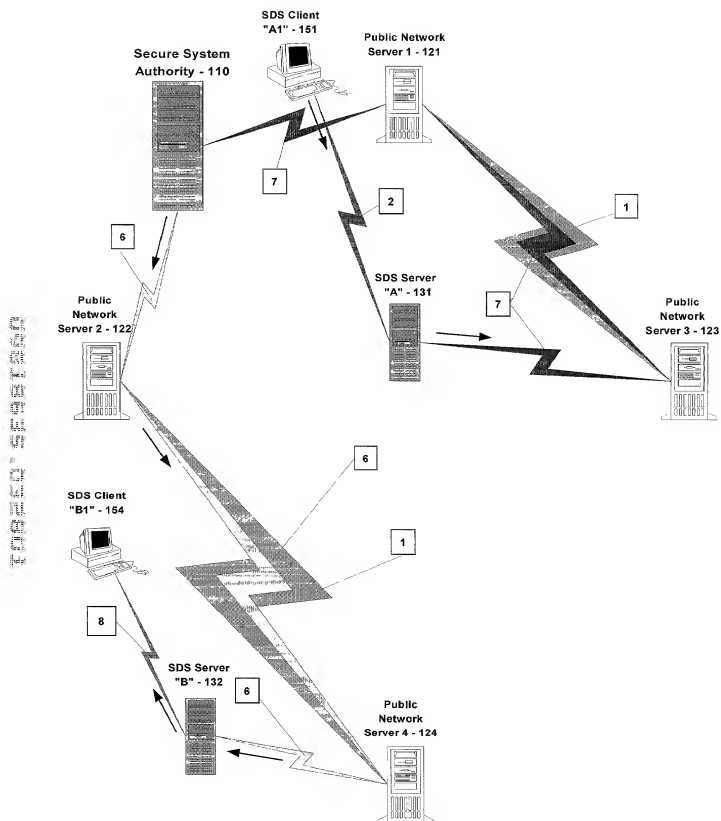 SDS Client
"A1" - 151
Public Network
Server 1 - 121
Secure System
Authority - 110
7
2
1
6
SDS Server
"A" - 131
7
Public
Network
Server 3 - 123
Public
Network
Server 2 - 122
6
SDS Client
"B1" - 154
1
8
SDS Server
"B" - 132
6
Public
Network
Server 4 - 124